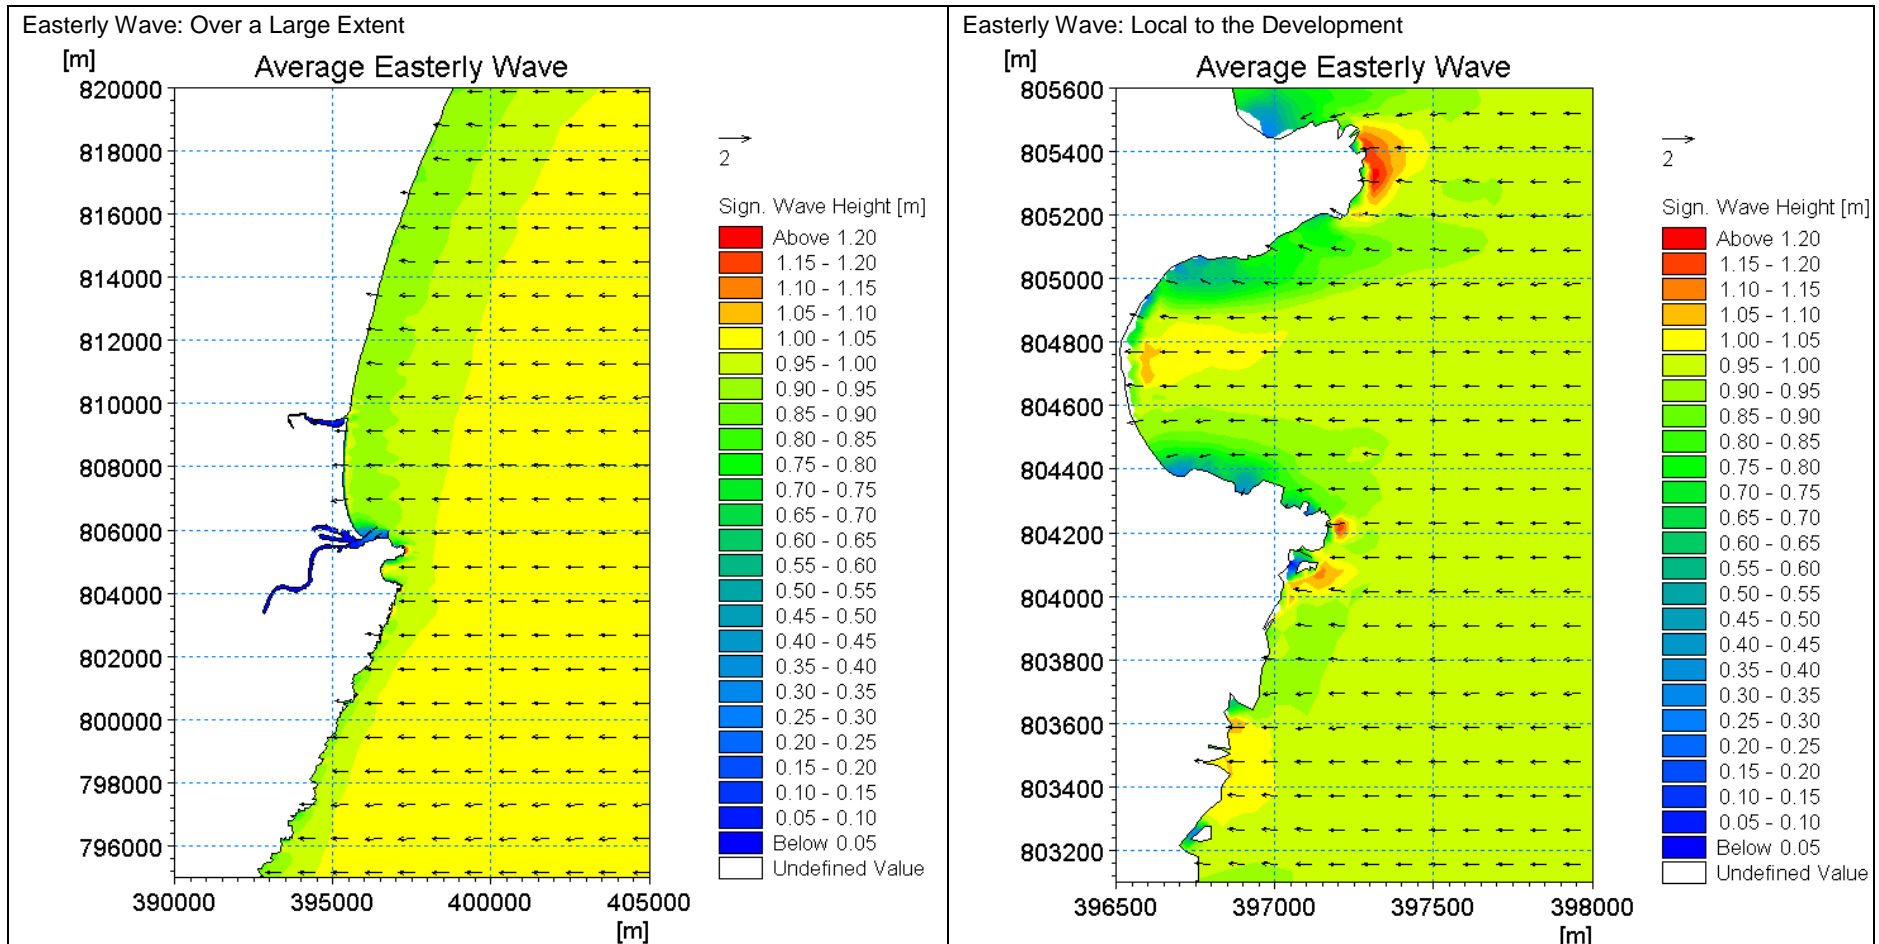 Easterly Wave: Over a Large Extent
[m]
Average Easterly Wave
820000
818000
816000
814000
812000
810000
808000
806000
804000
802000
800000
798000
796000
390000 395000 400000 405000
[m]
2
Sign. Wave Height [m]
Above 1.20
1.15 - 1.20
1.10 - 1.15
1.05 - 1.10
1.00 - 1.05
0.95 - 1.00
0.90 - 0.95
0.85 - 0.90
0.80 - 0.85
0.75 - 0.80
0.70 - 0.75
0.65 - 0.70
0.60 - 0.65
0.55 - 0.60
0.50 - 0.55
0.45 - 0.50
0.40 - 0.45
0.35 - 0.40
0.30 - 0.35
0.25 - 0.30
0.20 - 0.25
0.15 - 0.20
0.10 - 0.15
0.05 - 0.10
Below 0.05
Undefined Value
Easterly Wave: Local to the Development
[m]
Average Easterly Wave
805600
805400
805200
805000
804800
804600
804400
804200
804000
803800
803600
803400
803200
396500 397000 397500 398000
[m]
2
Sign. Wave Height [m]
Above 1.20
1.15 - 1.20
1.10 - 1.15
1.05 - 1.10
1.00 - 1.05
0.95 - 1.00
0.90 - 0.95
0.85 - 0.90
0.80 - 0.85
0.75 - 0.80
0.70 - 0.75
0.65 - 0.70
0.60 - 0.65
0.55 - 0.60
0.50 - 0.55
0.45 - 0.50
0.40 - 0.45
0.35 - 0.40
0.30 - 0.35
0.25 - 0.30
0.20 - 0.25
0.15 - 0.20
0.10 - 0.15
0.05 - 0.10
Below 0.05
Undefined Value